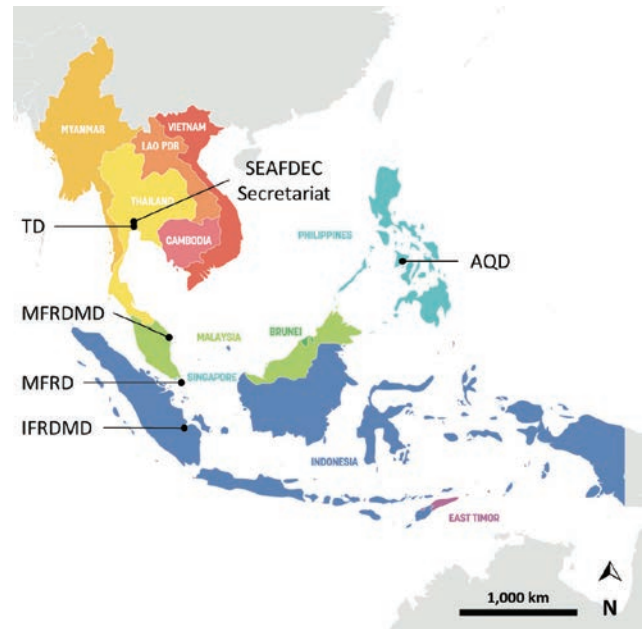 MYANMAR
VIETNAM
LAO PDR
SEAFDEC
Secretariat
THAILAND
TD
CAMBODIA
PHILIPPINES
AQD
MFRDMD
MALAYSIA
BRUNEI
MFRD
SINGAPORE
IFRDMD
INDONESIA
EAST TIMOR
1,000 km
N